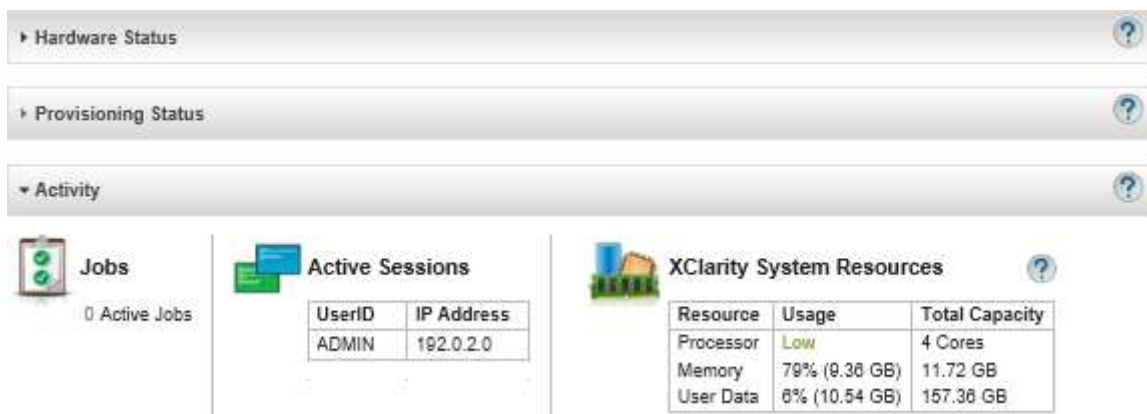 Hardware Status
?
Provisioning Status
?
Activity
?
Jobs
0 Active Jobs
Active Sessions
UserID IP Address
ADMIN 192.0.2.0
XClarity System Resources ?
Resource Usage Total Capacity
Processor Low 4 Cores
Memory 79% (9.36 GB) 11.72 GB
User Data 6% (10.54 GB) 157.36 GB